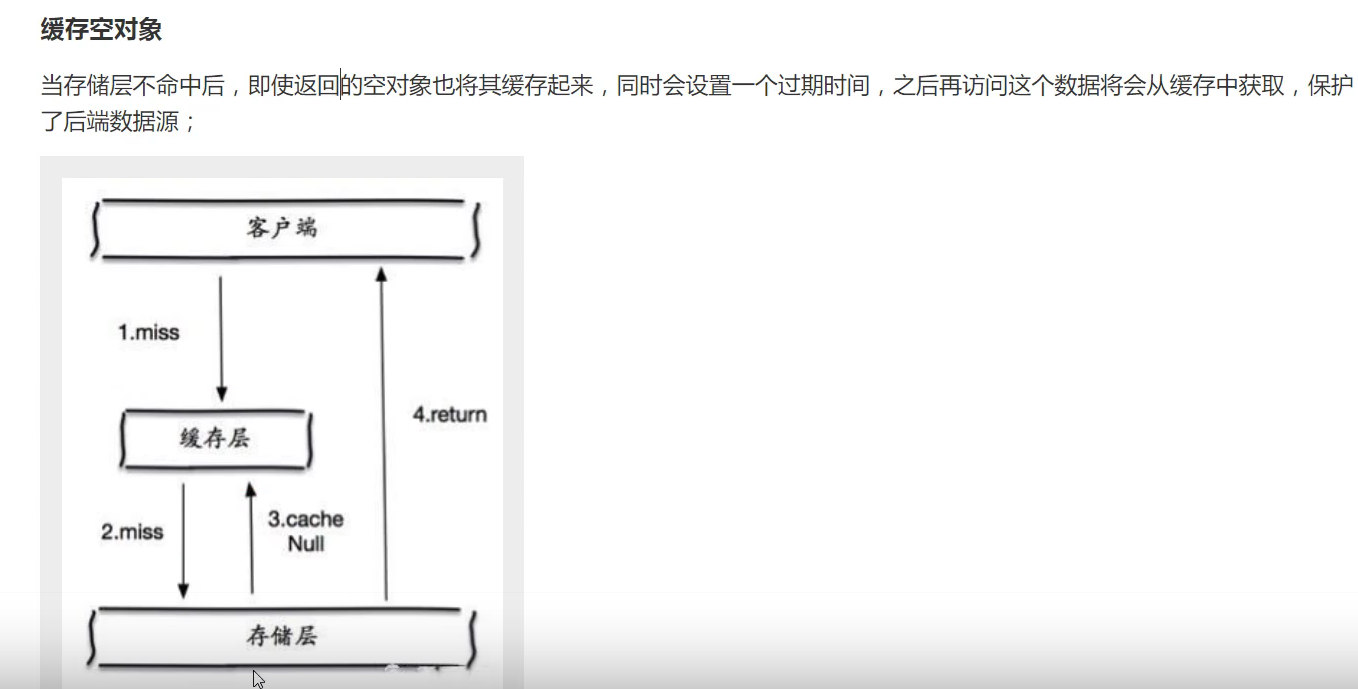 缓存空对象
当存储层不命中后，即使返回的空对象也将其缓存起来，同时会设置一个过期时间，之后再访问这个数据将会从缓存中获取，保护
了后端数据源；
客户端
1.miss
4.return
缓存层
2.miss
3.cache
Null
存储层